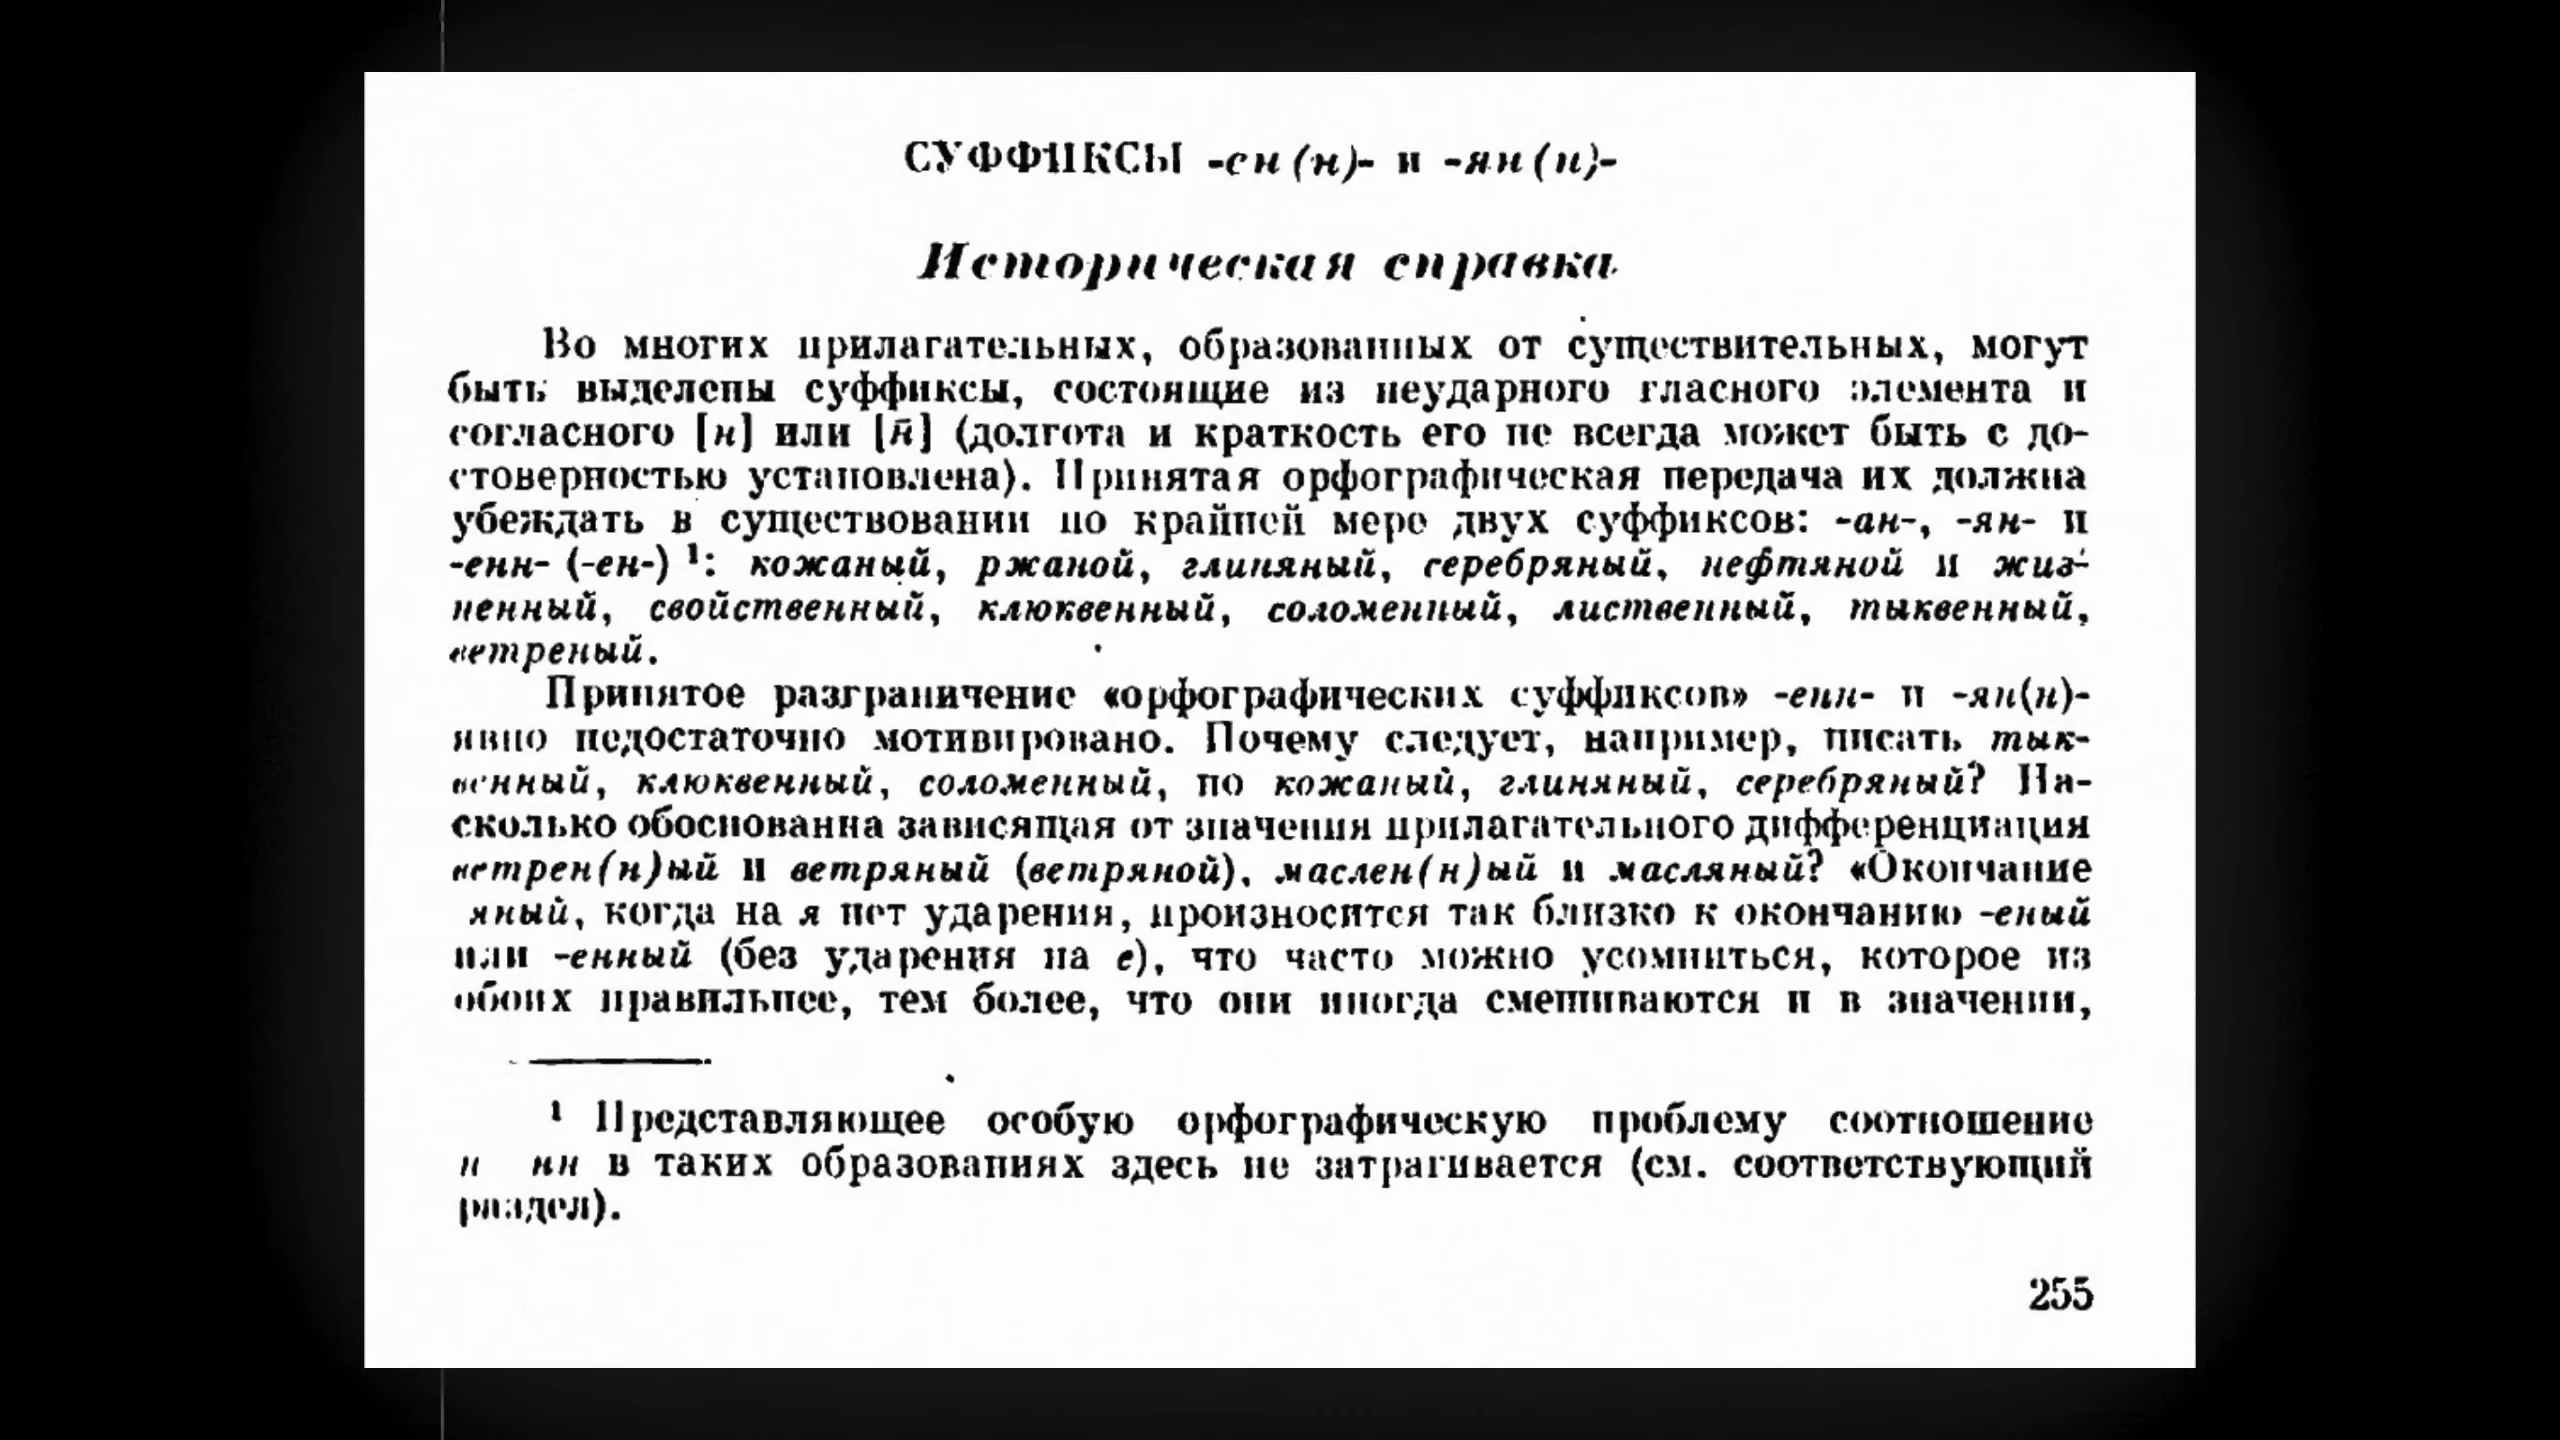 СУФФИКСЫ -ен(н)- и -ян(н)-
Историческая справка
Во многих прилагательных, образованных от существительных, могут
быть выделены суффиксы, состоящие из неударного гласного элемента и
согласного [н] или [н̄] (долгота и краткость его не всегда может быть с до-
стоверностью установлена). Принятая орфографическая передача их должна
убеждать в существовании по крайней мере двух суффиксов: -ан-, -ян- и
-енн- (-ен-) ¹: кожаный, ржаной, глиняный, серебряный, нефтяной и жиз-
ненный, свойственный, клюквенный, соломенный, лиственный, тыквенный,
ветреный.
Принятое разграничение «орфографических суффиксов» -енн- и -ян(н)-
явно недостаточно мотивировано. Почему следует, например, писать тык-
венный, клюквенный, соломенный, но кожаный, глиняный, серебряный? На-
сколько обоснованна зависящая от значения прилагательного дифференциация
ветрен(н)ый и ветряный (ветряной), маслен(н)ый и масляный? «Окончание
яный, когда на я нет ударения, произносится так близко к окончанию -еный
или -енный (без ударения на е), что часто можно усомниться, которое из
обоих правильнее, тем более, что они иногда смешиваются и в значении,
¹ Представляющее особую орфографическую проблему соотношение
н нн в таких образованиях здесь не затрагивается (см. соответствующий
раздел).
255